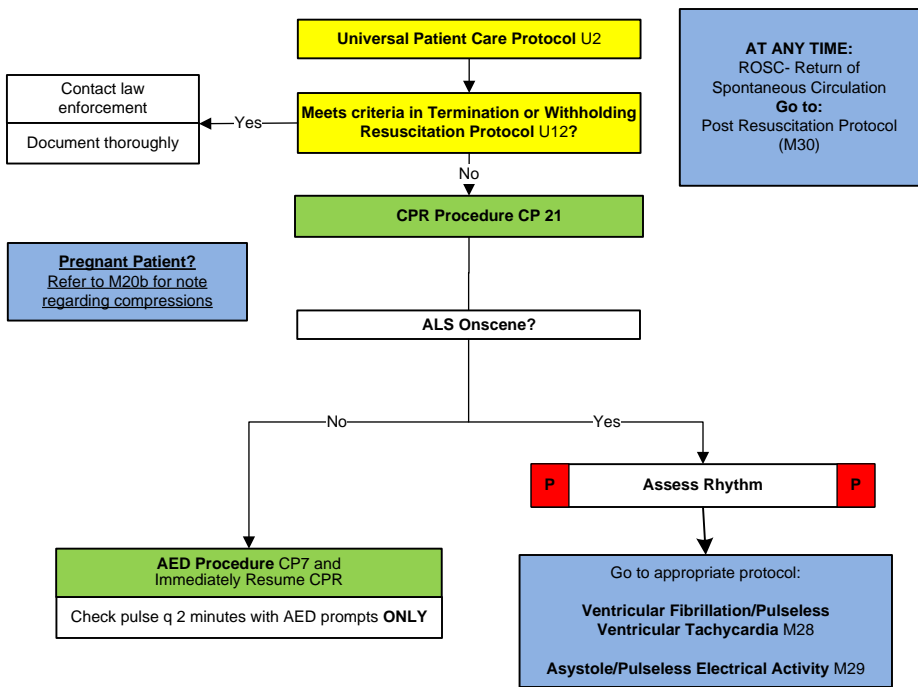 Universal Patient Care Protocol U2
AT ANY TIME:
ROSC- Return of
Spontaneous Circulation
Go to:
Post Resuscitation Protocol
(M30)
Contact law
enforcement
Document thoroughly
Yes
Meets criteria in Termination or Withholding
Resuscitation Protocol U12?
No
CPR Procedure CP 21
Pregnant Patient?
Refer to M20b for note
regarding compressions
ALS Onscene?
No
Yes
P
Assess Rhythm
P
AED Procedure CP7 and
Immediately Resume CPR
Check pulse q 2 minutes with AED prompts ONLY
Go to appropriate protocol:
Ventricular Fibrillation/Pulseless
Ventricular Tachycardia M28
Asystole/Pulseless Electrical Activity M29